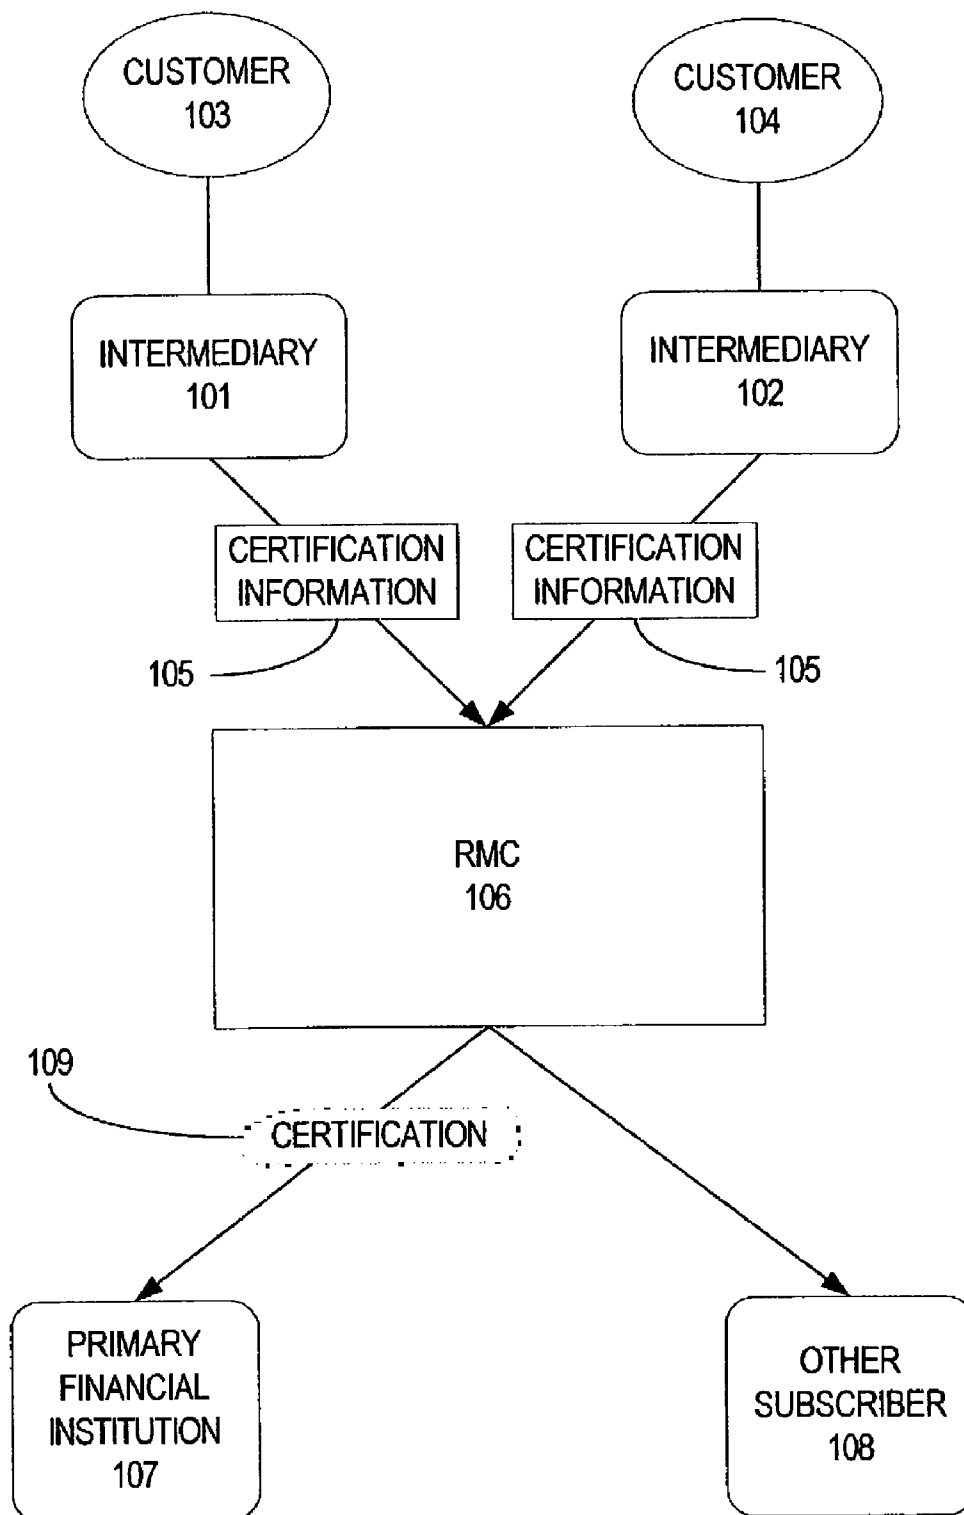 CUSTOMER
103
CUSTOMER
104
INTERMEDIARY
101
INTERMEDIARY
102
CERTIFICATION
INFORMATION
CERTIFICATION
INFORMATION
105
105
RMC
106
109
CERTIFICATION
PRIMARY
FINANCIAL
INSTITUTION
107
OTHER
SUBSCRIBER
108